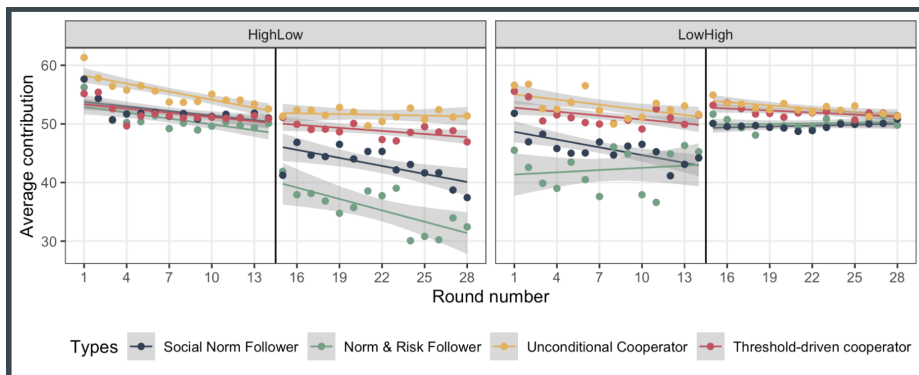 HighLow
LowHigh
Average contribution
60
50
40
30
1 4 7 10 13 16 19 22 25 28
1 4 7 10 13 16 19 22 25 28
Round number
Types Social Norm Follower Norm & Risk Follower Unconditional Cooperator Threshold-driven cooperator